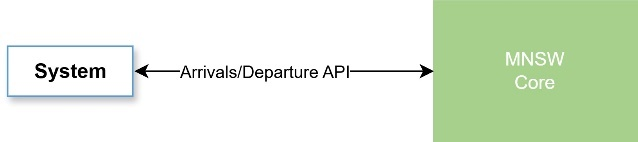 System
Arrivals/Departure API
MNSW
Core